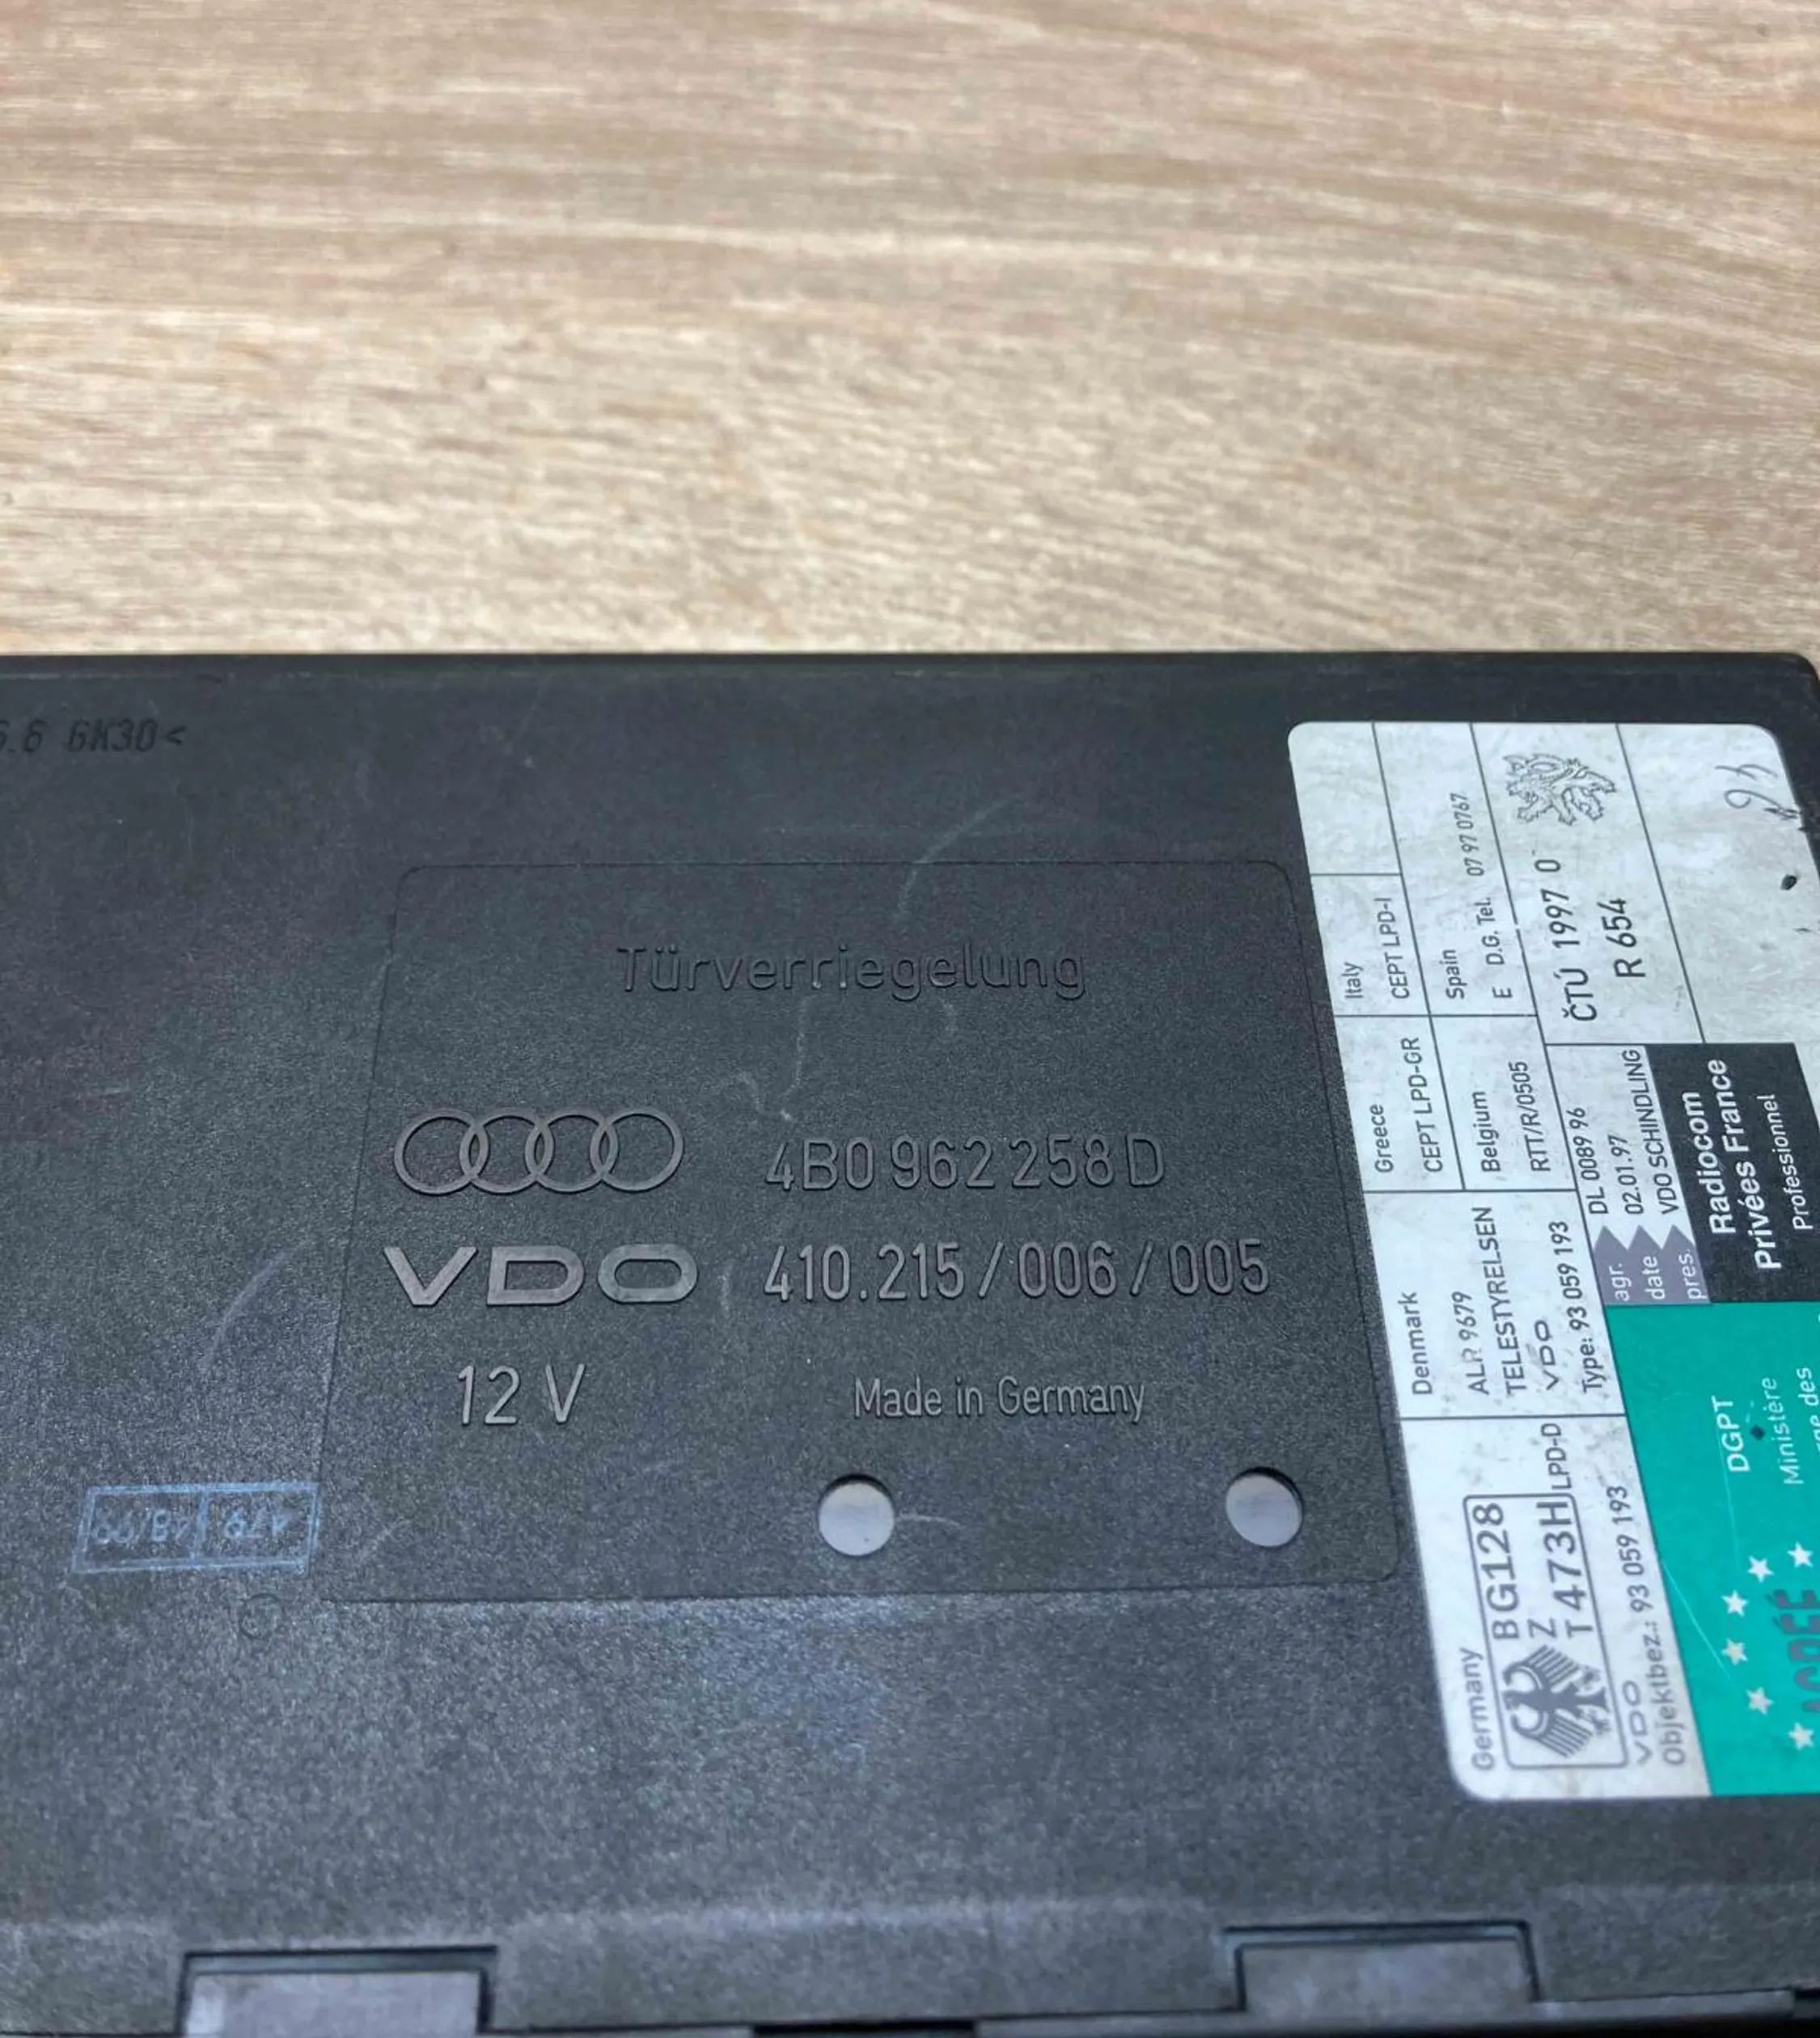 6K30<
Türverriegelung
4B0 962 258 D
VDO 410.215/006/005
12 V Made in Germany
Italy
CEPT LPD-I
Spain
E D.G. Tel. 07 97 0767
ČTÚ 1997 0
R 654
Greece
CEPT LPD-GR
Belgium
RTT/R/0505
agr. DL 0089 96
date 02.01.97
pres. VDO SCHINDLING
Radiocom
Privées France
Professionnel
Denmark
ALR 9679
TELESTYRELSEN
VDO
Type: 93 059 193
Germany
BG128
Z
T473H LPD-D
VDO
Objektbez.: 93 059 193
DGPT
Ministère
des